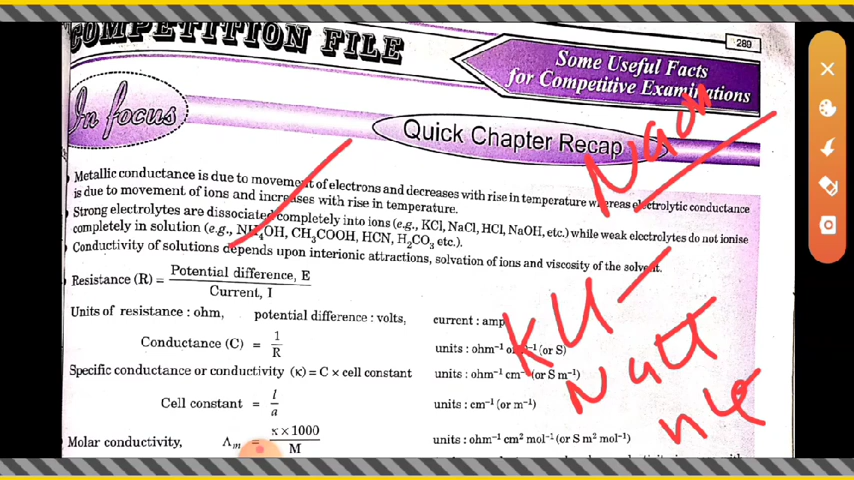 COMPETITION FILE
289
Some Useful Facts
for Competitive Examinations
In focus
Quick Chapter Recap
NaOH
Metallic conductance is due to movement of electrons and decreases with rise in temperature whereas electrolytic conductance
is due to movement of ions and increases with rise in temperature.
Strong electrolytes are dissociated completely into ions (e.g., KCl, NaCl, HCl, NaOH, etc.) while weak electrolytes do not ionise
completely in solution (e.g., NH₄OH, CH₃COOH, HCN, H₂CO₃ etc.).
Conductivity of solutions depends upon interionic attractions, solvation of ions and viscosity of the solvent.
Resistance (R) = Potential difference, E / Current, I
Units of resistance : ohm, potential difference : volts, current : amp
Conductance (C) = 1 / R units : ohm⁻¹ or Ω⁻¹ (or S)
Specific conductance or conductivity (κ) = C × cell constant units : ohm⁻¹ cm⁻¹ (or S m⁻¹)
Cell constant = l / a units : cm⁻¹ (or m⁻¹)
Molar conductivity, Λm = κ × 1000 / M units : ohm⁻¹ cm² mol⁻¹ (or S m² mol⁻¹)
KCl